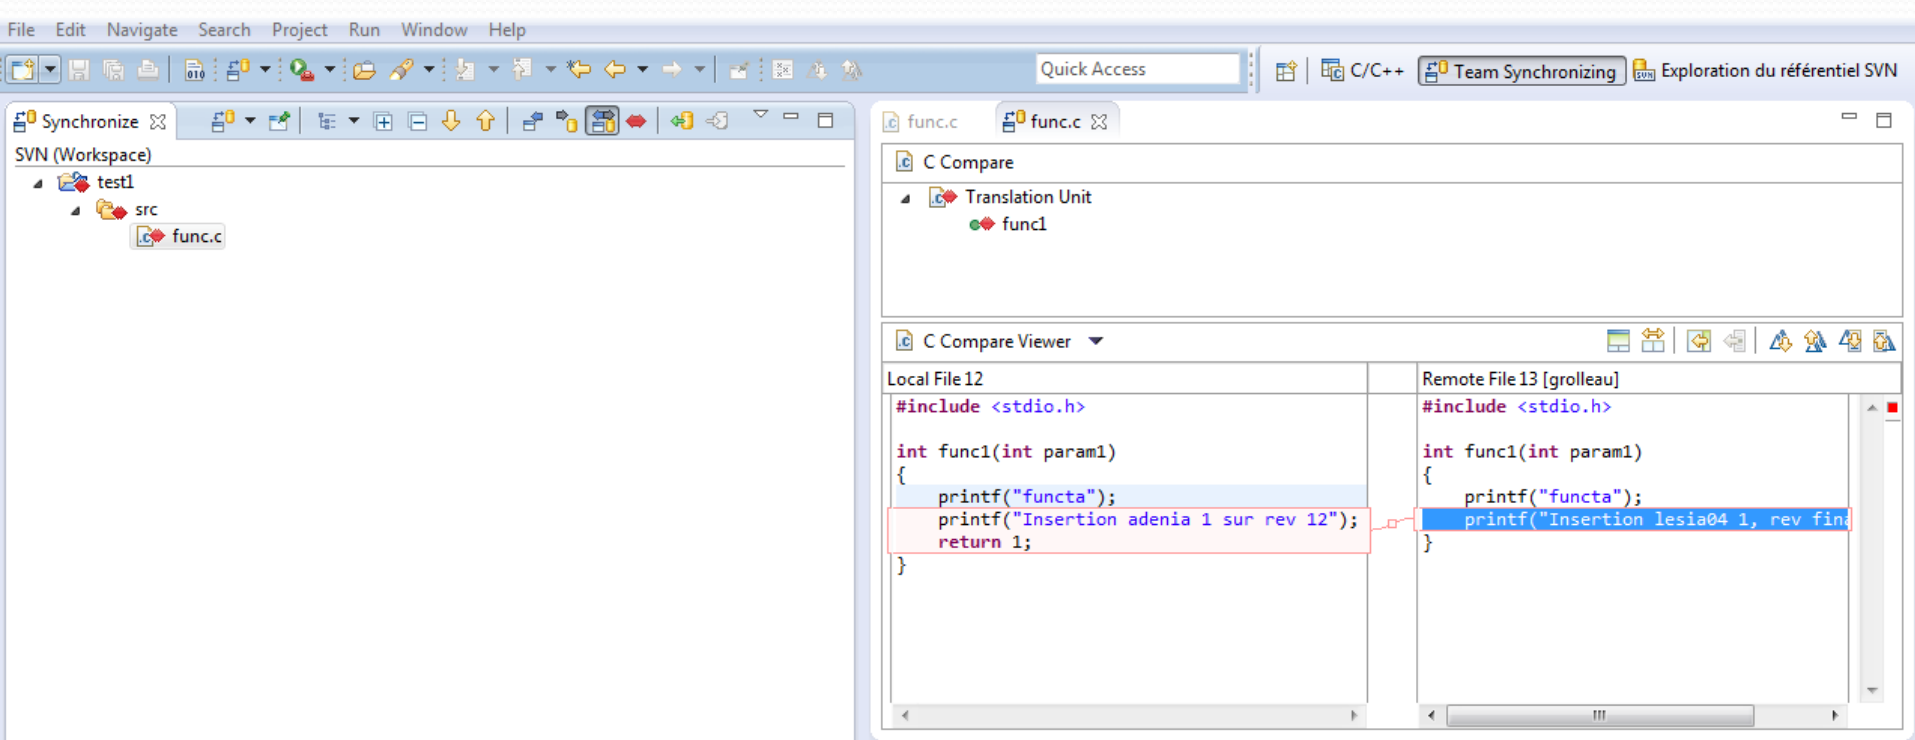 File Edit Navigate Search Project Run Window Help
Quick Access
C/C++
Team Synchronizing
Exploration du référentiel SVN
Synchronize
SVN (Workspace)
test1
src
func.c
func.c
func.c
C Compare
Translation Unit
func1
C Compare Viewer
Local File 12
#include <stdio.h>
int func1(int param1)
{
printf("functa");
printf("Insertion adenia 1 sur rev 12");
return 1;
}
Remote File 13 [grolleau]
#include <stdio.h>
int func1(int param1)
{
printf("functa");
printf("Insertion lesia04 1, rev fin
}